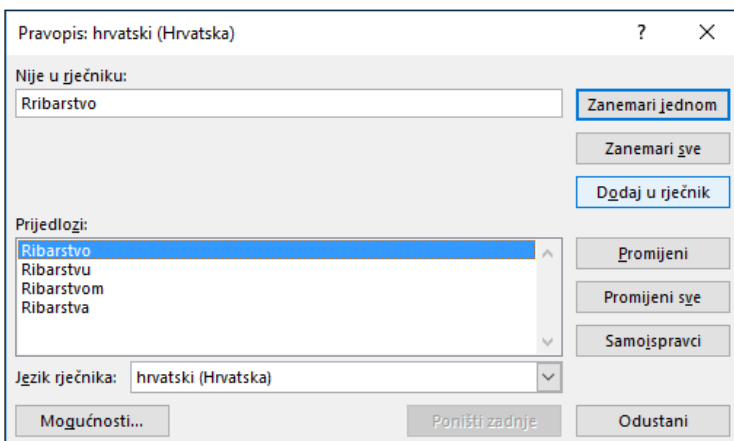 Pravopis: hrvatski (Hrvatska)
Nije u rječniku:
Rribarstvo
Zanemari jednom
Zanemari sve
Dodaj u rječnik
Prijedlozi:
Ribarstvo
Ribarstvu
Ribarstvom
Ribarstva
Promijeni
Promijeni sve
Samoispravci
Jezik rječnika:
hrvatski (Hrvatska)
Mogućnosti...
Poništi zadnje
Odustani